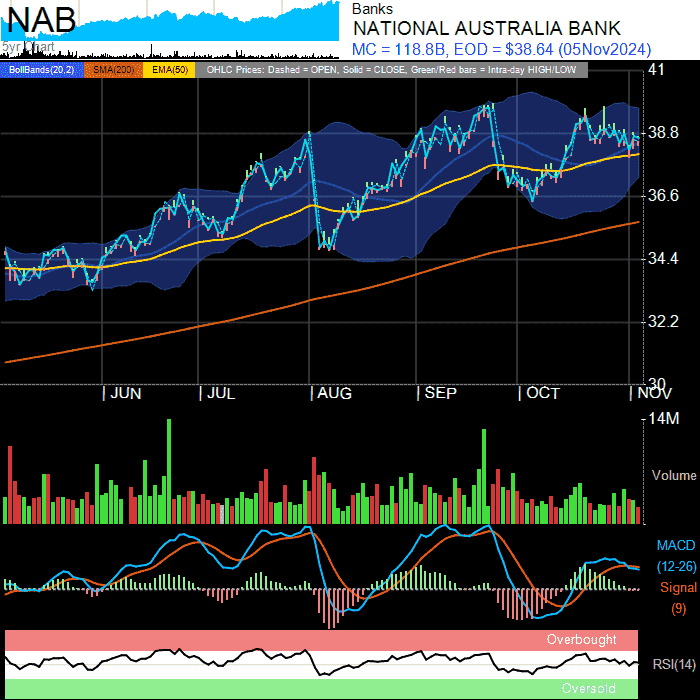 NAB
5yr Chart
Banks
NATIONAL AUSTRALIA BANK
MC = 118.8B, EOD = $38.64 (05Nov2024)
BollBands(20,2) SMA(200) EMA(50) OHLC Prices: Dashed = OPEN, Solid = CLOSE, Green/Red bars = Intra-day HIGH/LOW
41
38.8
36.6
34.4
32.2
30
JUN JUL AUG SEP OCT NOV
14M
Volume
MACD
(12-26)
Signal
(9)
Overbought
RSI(14)
Oversold